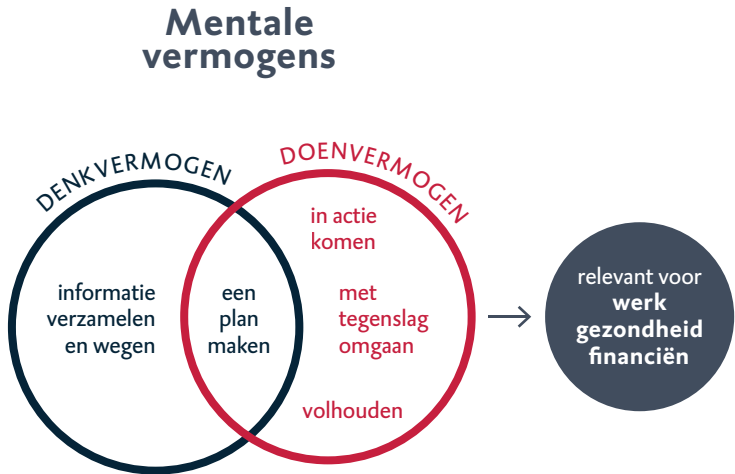 Mentale
vermogens
DENKVERMOGEN
DOENVERMOGEN
informatie
verzamelen
en wegen
een
plan
maken
in actie
komen
met
tegenslag
omgaan
volhouden
relevant voor
werk
gezondheid
financiën